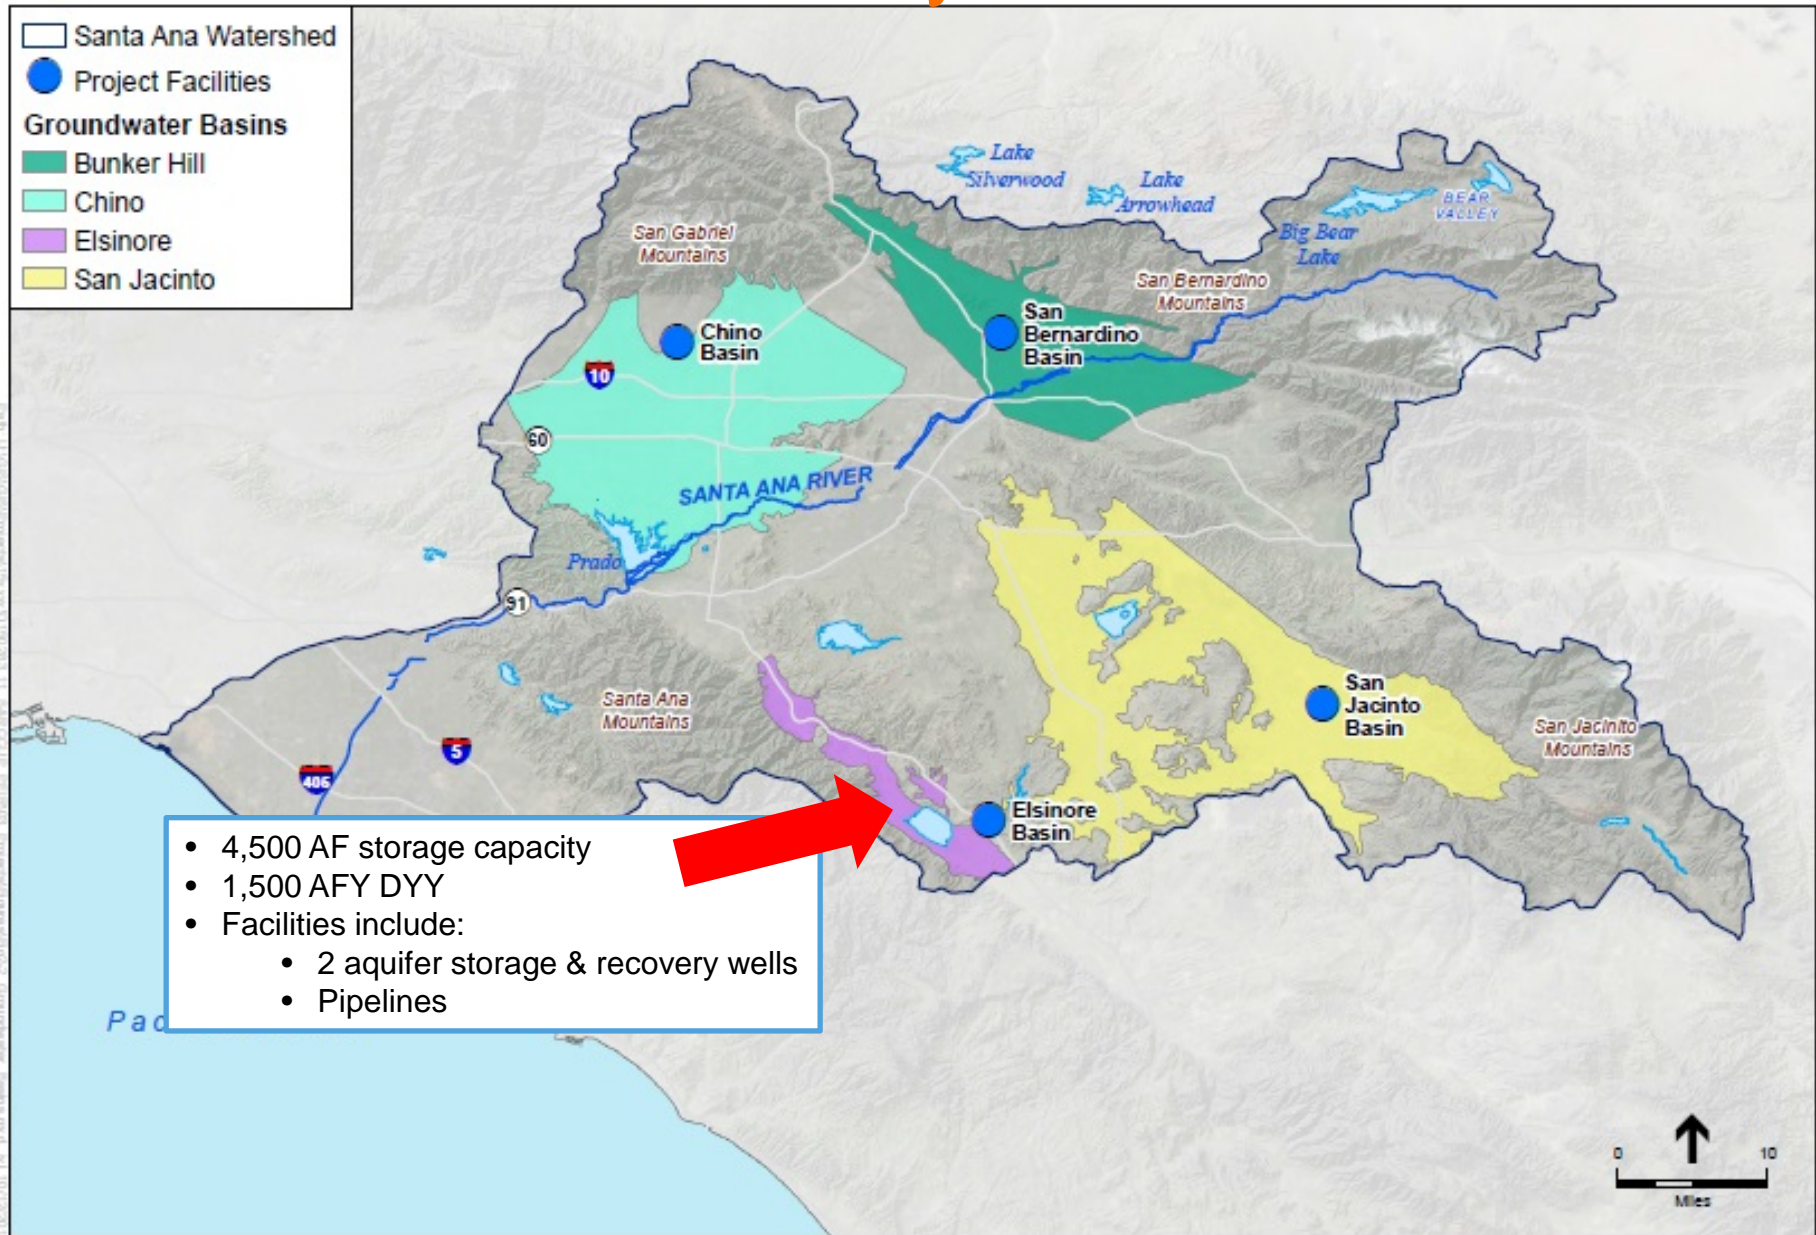 Santa Ana Watershed
Project Facilities
Groundwater Basins
Bunker Hill
Chino
Elsinore
San Jacinto
Lake
Silverwood
Lake
Arrowhead
BEAR
VALLEY
Big Bear
Lake
San Gabriel
Mountains
San Bernardino
Mountains
San
Bernardino
Basin
Chino
Basin
10
60
SANTA ANA RIVER
Prado
91
San
Jacinto
Basin
Santa Ana
Mountains
San Jacinto
Mountains
5
405
Elsinore
Basin
• 4,500 AF storage capacity
• 1,500 AFY DYY
• Facilities include:
• 2 aquifer storage & recovery wells
• Pipelines
Pac
0 10
Miles